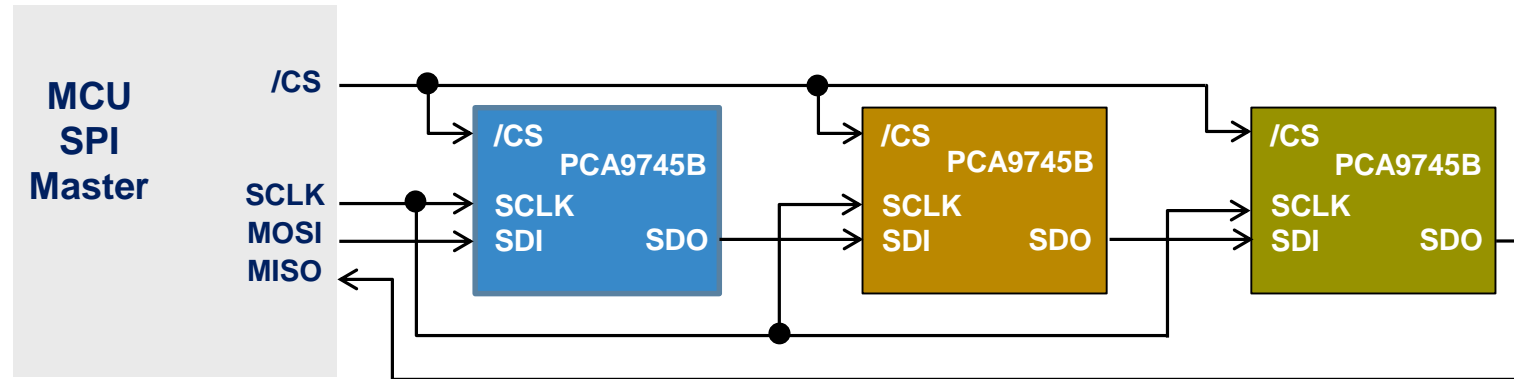 MCU
SPI
Master
/CS
SCLK
MOSI
MISO
/CS
PCA9745B
SCLK
SDI SDO
/CS
PCA9745B
SCLK
SDI SDO
/CS
PCA9745B
SCLK
SDI SDO